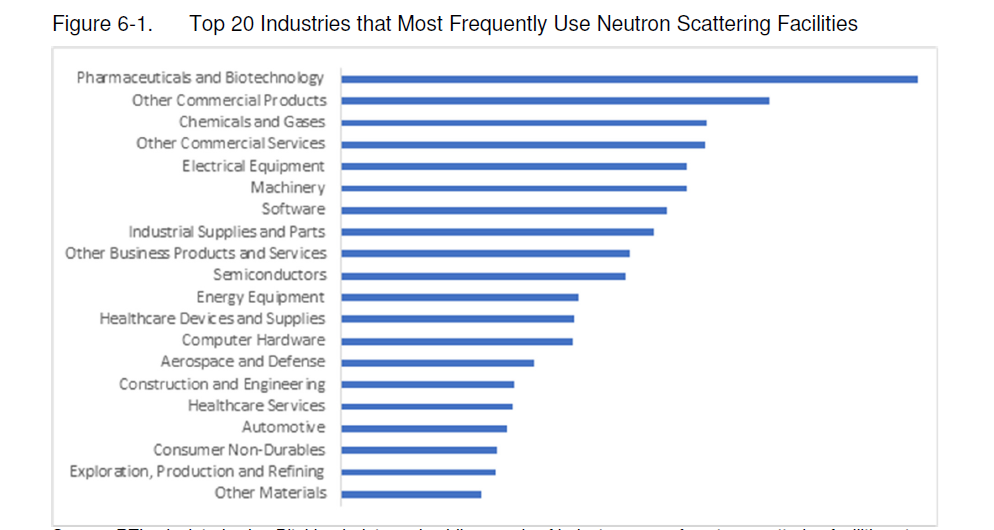 Figure 6-1. Top 20 Industries that Most Frequently Use Neutron Scattering Facilities
Pharmaceuticals and Biotechnology
Other Commercial Products
Chemicals and Gases
Other Commercial Services
Electrical Equipment
Machinery
Software
Industrial Supplies and Parts
Other Business Products and Services
Semiconductors
Energy Equipment
Healthcare Devices and Supplies
Computer Hardware
Aerospace and Defense
Construction and Engineering
Healthcare Services
Automotive
Consumer Non-Durables
Exploration, Production and Refining
Other Materials